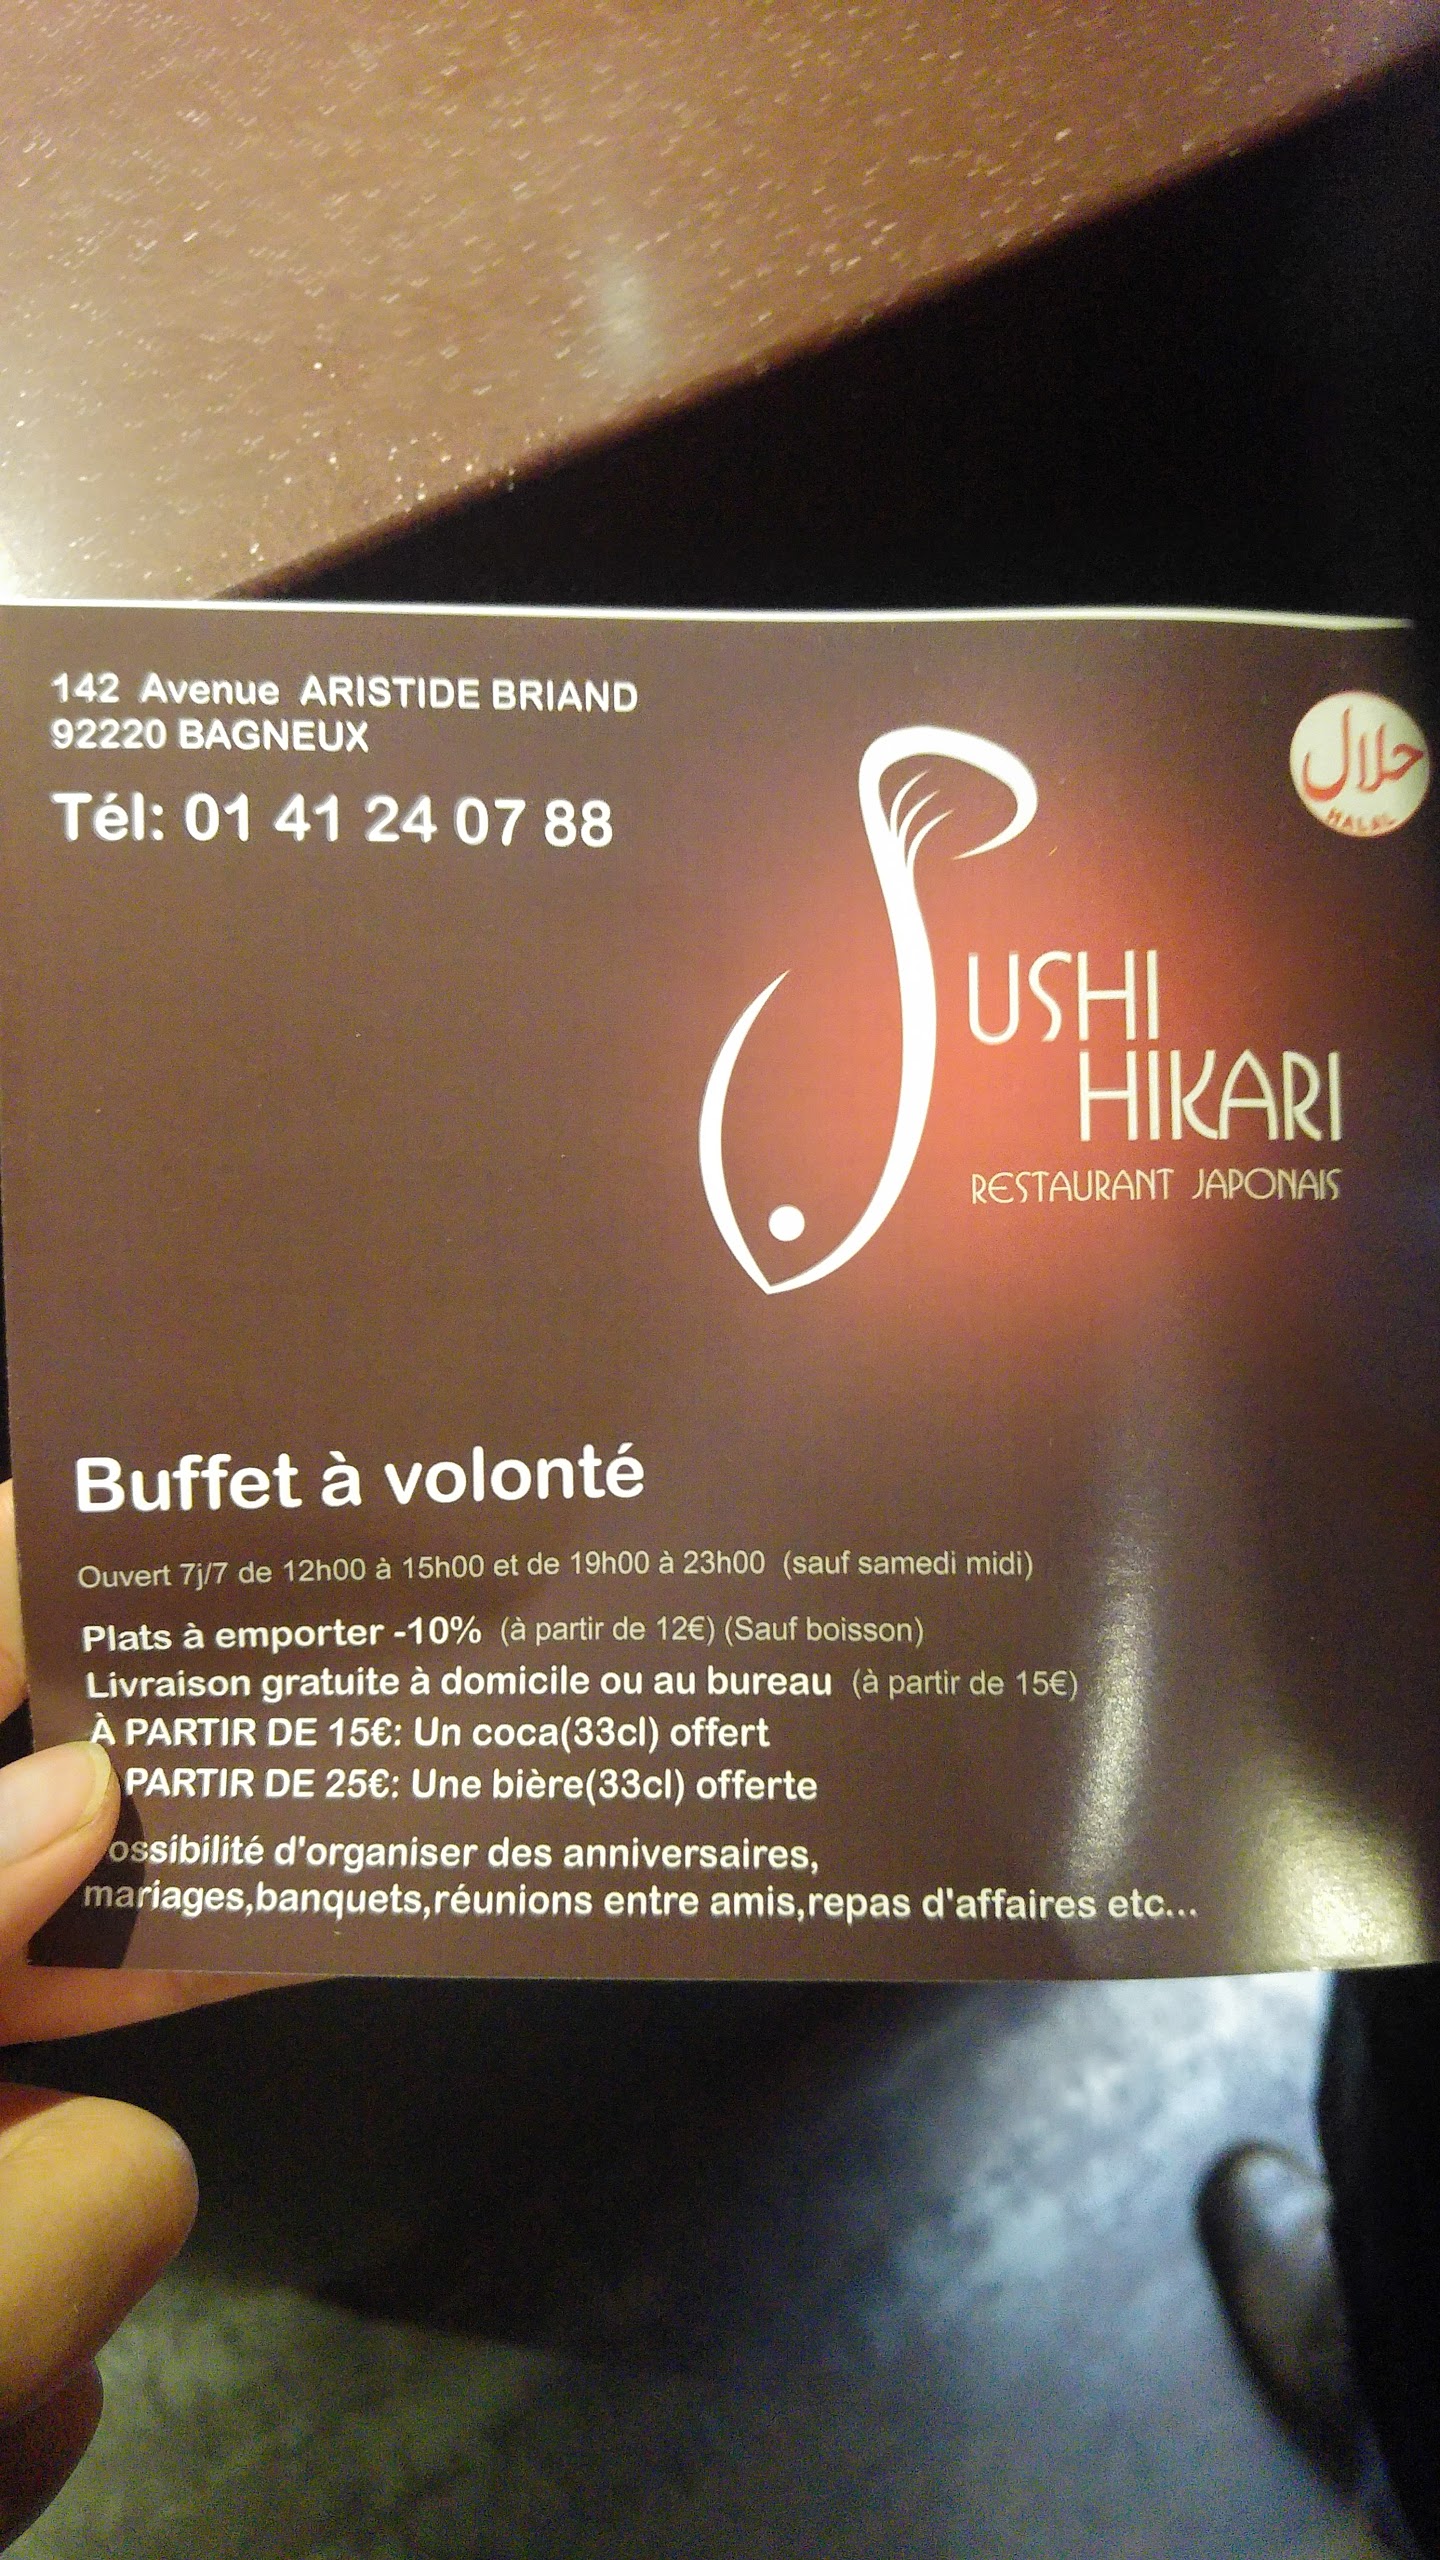 142 Avenue ARISTIDE BRIAND
92220 BAGNEUX
Tél: 01 41 24 07 88
حلال
HALAL
SUSHI
HIKARI
RESTAURANT JAPONAIS
Buffet à volonté
Ouvert 7j/7 de 12h00 à 15h00 et de 19h00 à 23h00 (sauf samedi midi)
Plats à emporter -10% (à partir de 12€) (Sauf boisson)
Livraison gratuite à domicile ou au bureau (à partir de 15€)
À PARTIR DE 15€: Un coca(33cl) offert
PARTIR DE 25€: Une bière(33cl) offerte
ossibilité d'organiser des anniversaires,
mariages,banquets,réunions entre amis,repas d'affaires etc...